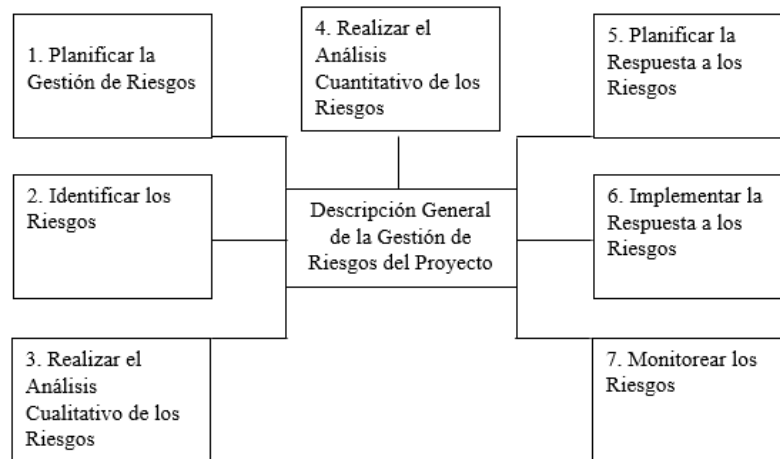 1. Planificar la
Gestión de Riesgos
2. Identificar los
Riesgos
3. Realizar el
Análisis
Cualitativo de los
Riesgos
4. Realizar el
Análisis
Cuantitativo de los
Riesgos
Descripción General
de la Gestión de
Riesgos del Proyecto
5. Planificar la
Respuesta a los
Riesgos
6. Implementar la
Respuesta a los
Riesgos
7. Monitorear los
Riesgos